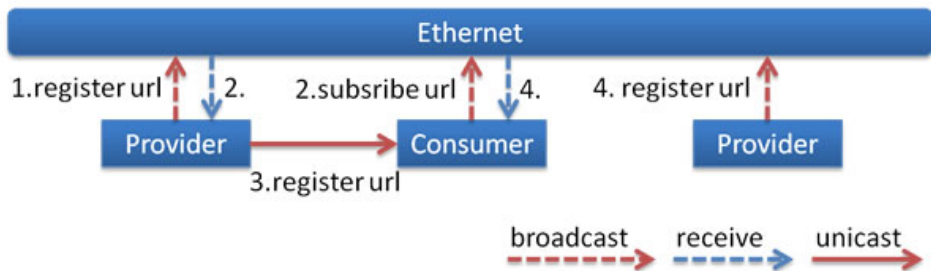 Ethernet
1.register url
2.
2.subsribe url
4.
4. register url
Provider
Consumer
Provider
3.register url
broadcast
receive
unicast